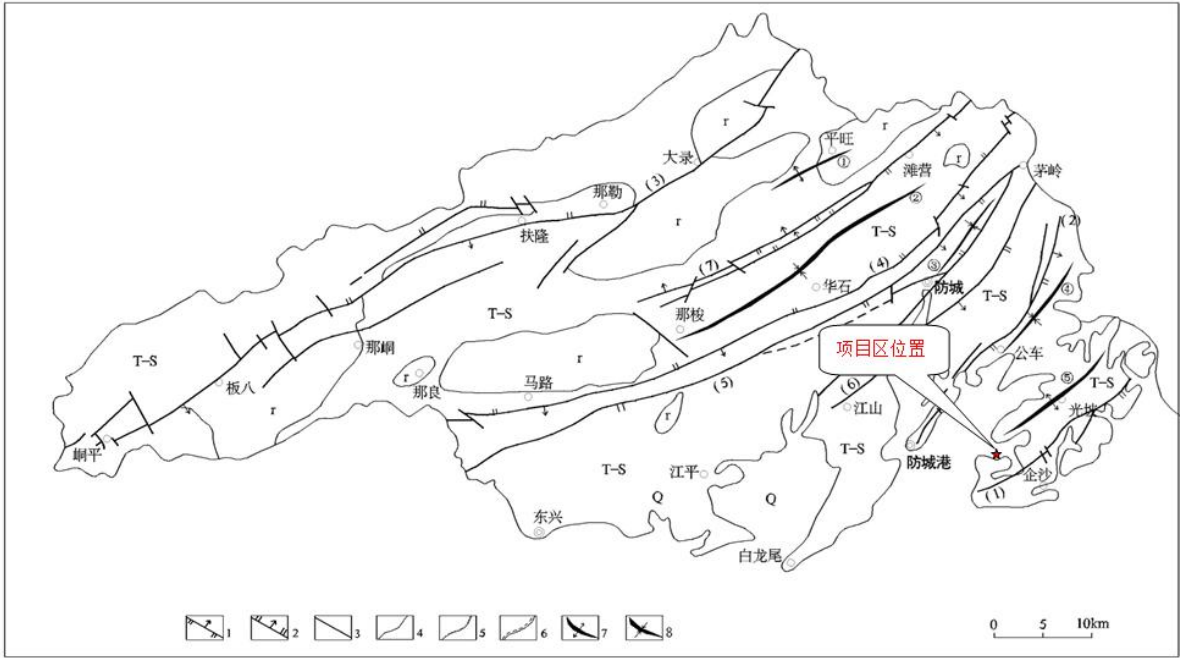 r
平旺
r
①
大录
滩营
r
茅岭
(3)
那勒
②
扶隆
r
T-S
(2)
(7)
(4)
③
华石
防城
T-S
④
T-S
那梭
项目区位置
公车
T-S
那峒
r
⑤
T-S
板八
r
那良
马路
(5)
(6)
光坡
r
r
江山
峒平
T-S
防城港
T-S
江平
企沙
(1)
Q
Q
东兴
白龙尾
1
2
3
4
5
6
7
8
0 5 10km